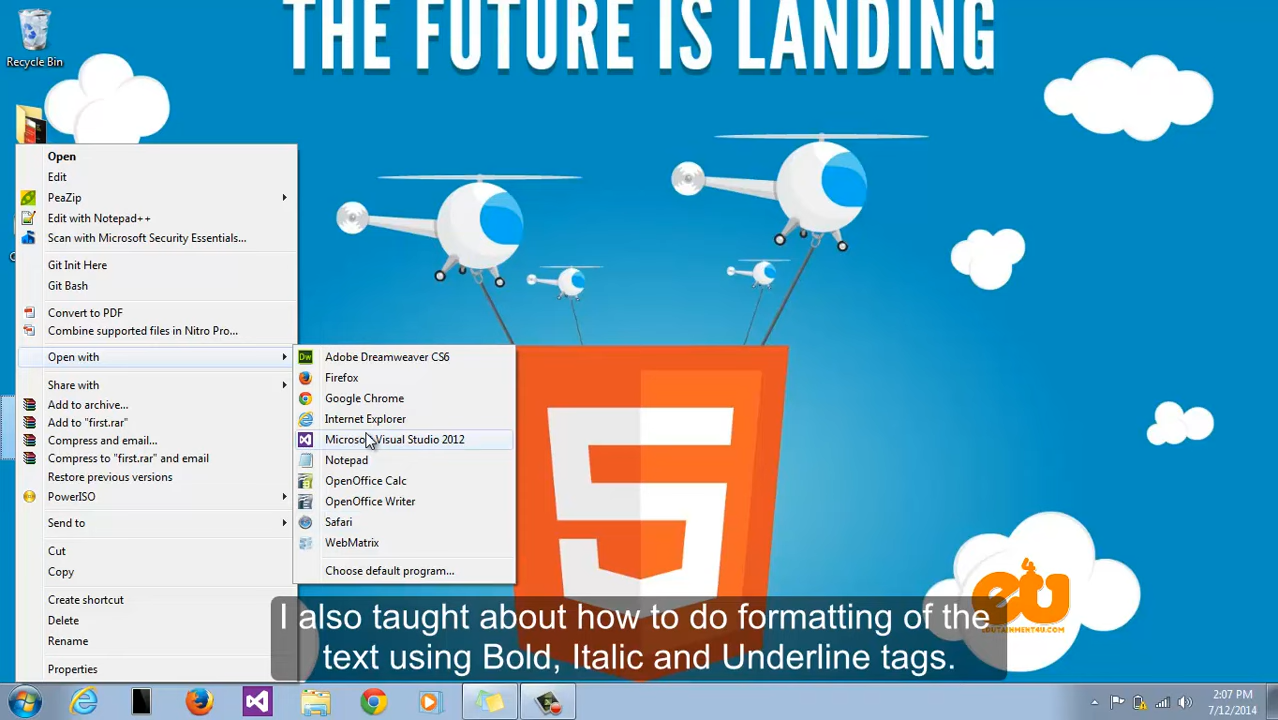 THE FUTURE IS LANDING
Recycle Bin
Open
Edit
PeaZip
Edit with Notepad++
Scan with Microsoft Security Essentials...
Git Init Here
Git Bash
Convert to PDF
Combine supported files in Nitro Pro...
Open with
Share with
Add to archive...
Add to "first.rar"
Compress and email...
Compress to "first.rar" and email
Restore previous versions
PowerISO
Send to
Cut
Copy
Create shortcut
Delete
Rename
Properties
Dw Adobe Dreamweaver CS6
Firefox
Google Chrome
Internet Explorer
Microsoft Visual Studio 2012
Notepad
OpenOffice Calc
OpenOffice Writer
Safari
WebMatrix
Choose default program...
5
e4u
EDUTAINMENT4U.COM
I also taught about how to do formatting of the
text using Bold, Italic and Underline tags.
2:07 PM
7/12/2014